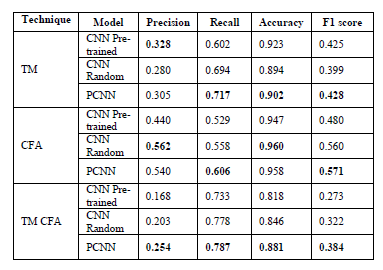 Technique Model Precision Recall Accuracy F1 score
TM
CNN Pre-
trained 0.328 0.602 0.923 0.425
CNN
Random 0.280 0.694 0.894 0.399
PCNN 0.305 0.717 0.902 0.428
CFA
CNN Pre-
trained 0.440 0.529 0.947 0.480
CNN
Random 0.562 0.558 0.960 0.560
PCNN 0.540 0.606 0.958 0.571
TM CFA
CNN Pre-
trained 0.168 0.733 0.818 0.273
CNN
Random 0.203 0.778 0.846 0.322
PCNN 0.254 0.787 0.881 0.384